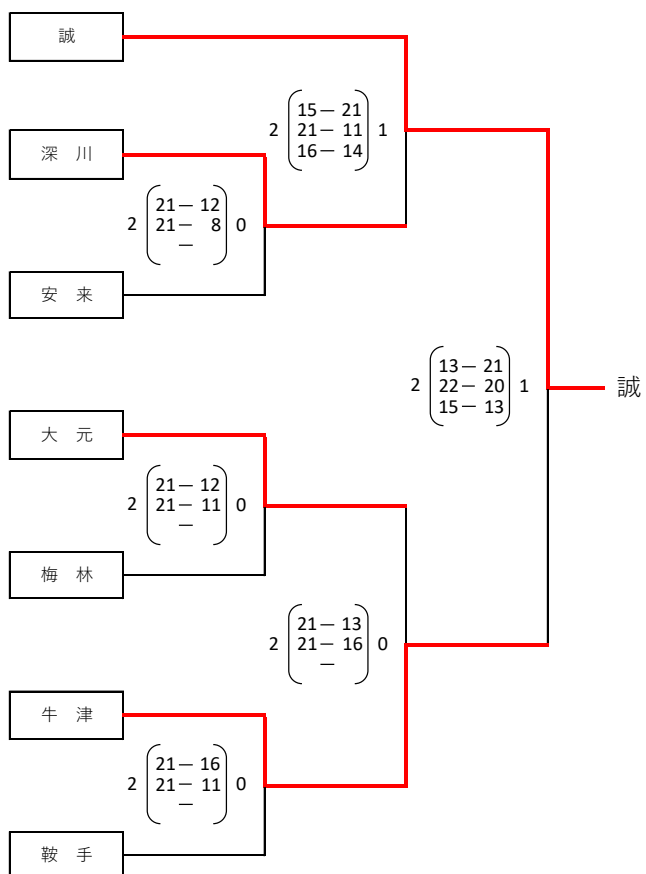 誠
15 ― 21
2 21 ― 11 1
16 ― 14
深　川
21 ― 12
2 21 ― 8 0
―
安　来
13 ― 21
2 22 ― 20 1
15 ― 13
誠
大　元
21 ― 12
2 21 ― 11 0
―
梅　林
21 ― 13
2 21 ― 16 0
―
牛　津
21 ― 16
2 21 ― 11 0
―
鞍　手